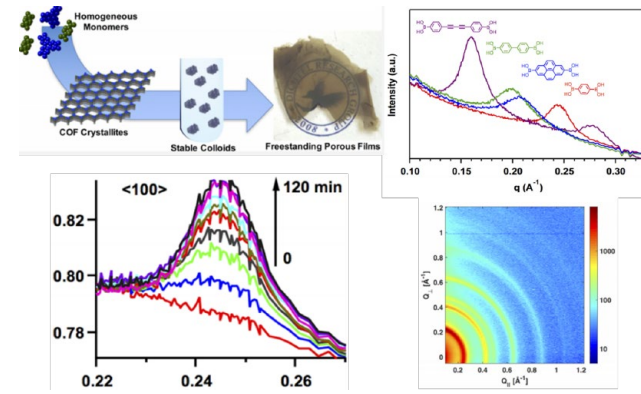 Homogeneous
Monomers
COF Crystallites
Stable Colloids
Freestanding Porous Films
Intensity (a.u.)
HO
OH
0.10 0.15 0.20 0.25 0.30
q (A⁻¹)
<100>
120 min
0
0.82
0.80
0.78
0.22 0.24 0.26
Q⊥ [Å⁻¹]
1.2
1
0.8
0.6
0.4
0.2
0
0.2 0.4 0.6 0.8 1 1.2
Q∥ [Å⁻¹]
1000
100
10